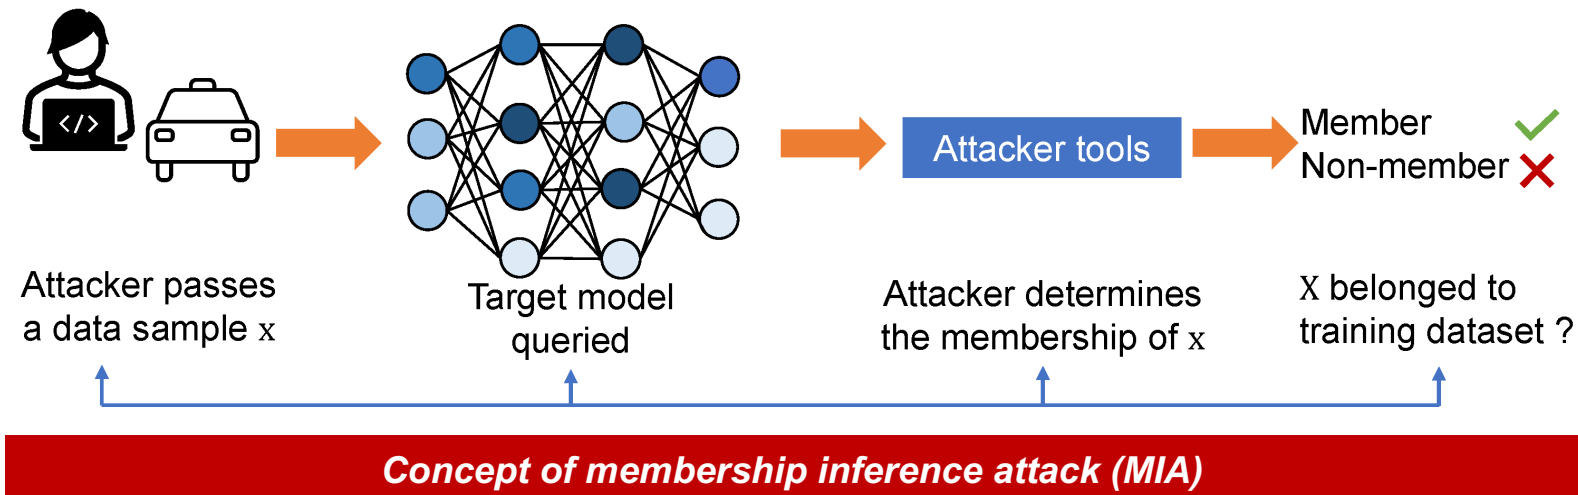 </>
Attacker tools
Member
Non-member
Attacker passes
a data sample x
Target model
queried
Attacker determines
the membership of x
X belonged to
training dataset ?
Concept of membership inference attack (MIA)